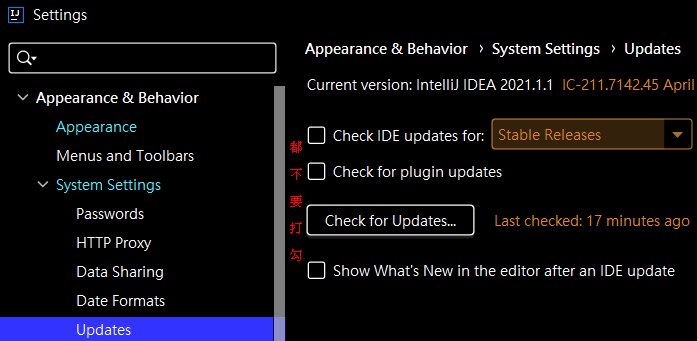 Settings
Appearance & Behavior
Appearance
Menus and Toolbars
System Settings
Passwords
HTTP Proxy
Data Sharing
Date Formats
Updates
都不要打勾
Appearance & Behavior › System Settings › Updates
Current version: IntelliJ IDEA 2021.1.1 IC-211.7142.45 April
Check IDE updates for: Stable Releases
Check for plugin updates
Check for Updates... Last checked: 17 minutes ago
Show What's New in the editor after an IDE update